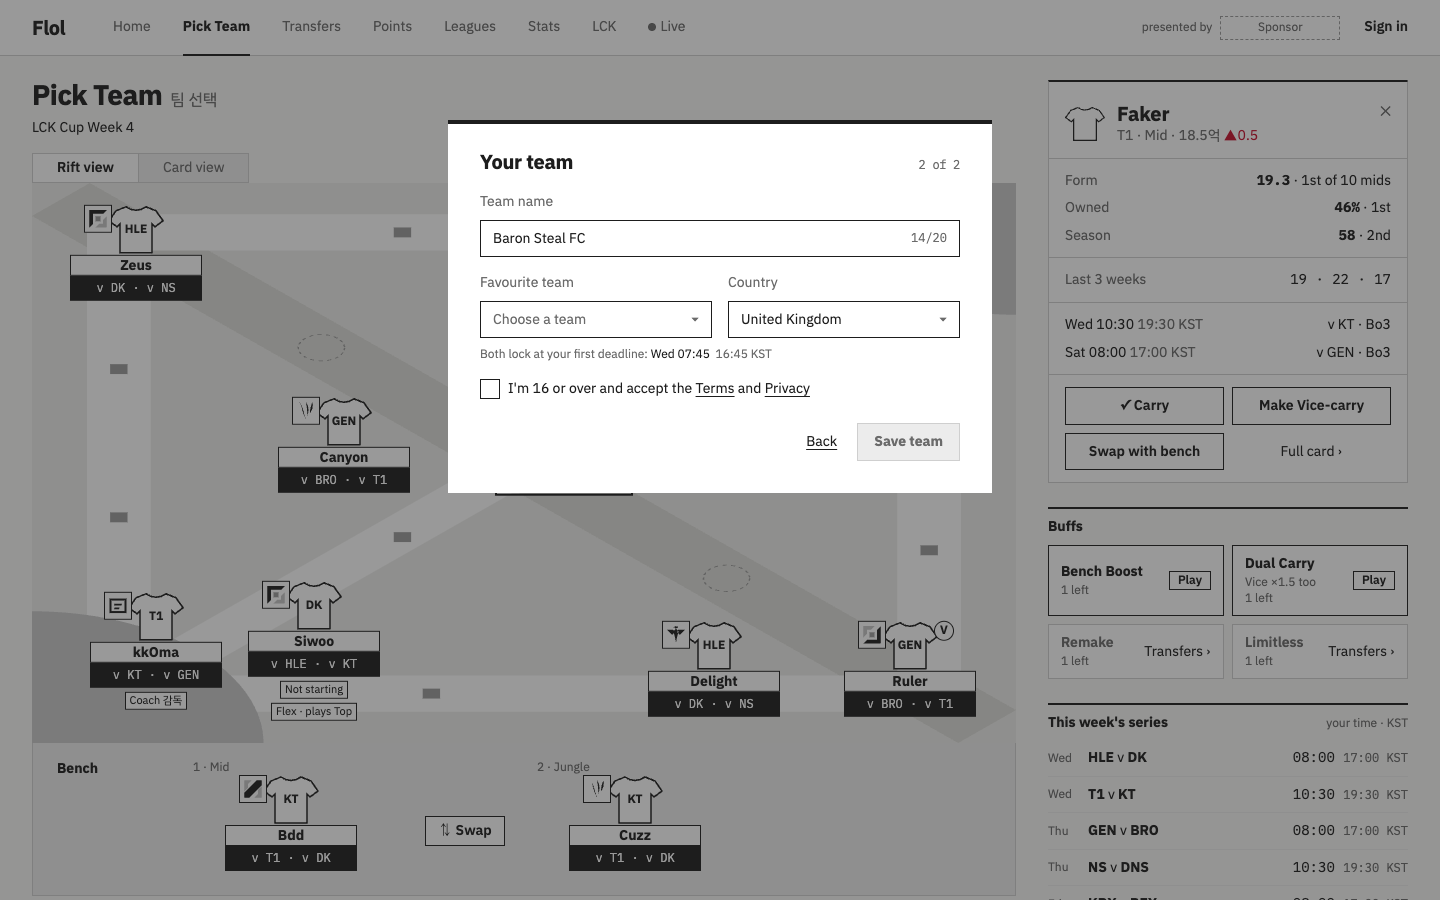 Flol
Home
Pick Team
Transfers
Points
Leagues
Stats
LCK
Live
presented by
Sponsor
Sign in
Pick Team 팀 선택
LCK Cup Week 4
Rift view
Card view
HLE
Zeus
v DK · v NS
GEN
Canyon
v BRO · v T1
T1
kkOma
v KT · v GEN
Coach 감독
DK
Siwoo
v HLE · v KT
Not starting
Flex · plays Top
HLE
Delight
v DK · v NS
GEN
V
Ruler
v BRO · v T1
Bench
1 · Mid
KT
Bdd
v T1 · v DK
Swap
2 · Jungle
KT
Cuzz
v T1 · v DK
Your team
2 of 2
Team name
Baron Steal FC
14/20
Favourite team
Country
Choose a team
United Kingdom
Both lock at your first deadline: Wed 07:45 16:45 KST
I'm 16 or over and accept the Terms and Privacy
Back
Save team
Faker
T1 · Mid · 18.5억 ▲0.5
Form
19.3 · 1st of 10 mids
Owned
46% · 1st
Season
58 · 2nd
Last 3 weeks
19 · 22 · 17
Wed 10:30 19:30 KST
v KT · Bo3
Sat 08:00 17:00 KST
v GEN · Bo3
✓ Carry
Make Vice-carry
Swap with bench
Full card ›
Buffs
Bench Boost
1 left
Play
Dual Carry
Vice ×1.5 too
1 left
Play
Remake
1 left
Transfers ›
Limitless
1 left
Transfers ›
This week's series
your time · KST
Wed HLE v DK 08:00 17:00 KST
Wed T1 v KT 10:30 19:30 KST
Thu GEN v BRO 08:00 17:00 KST
Thu NS v DNS 10:30 19:30 KST